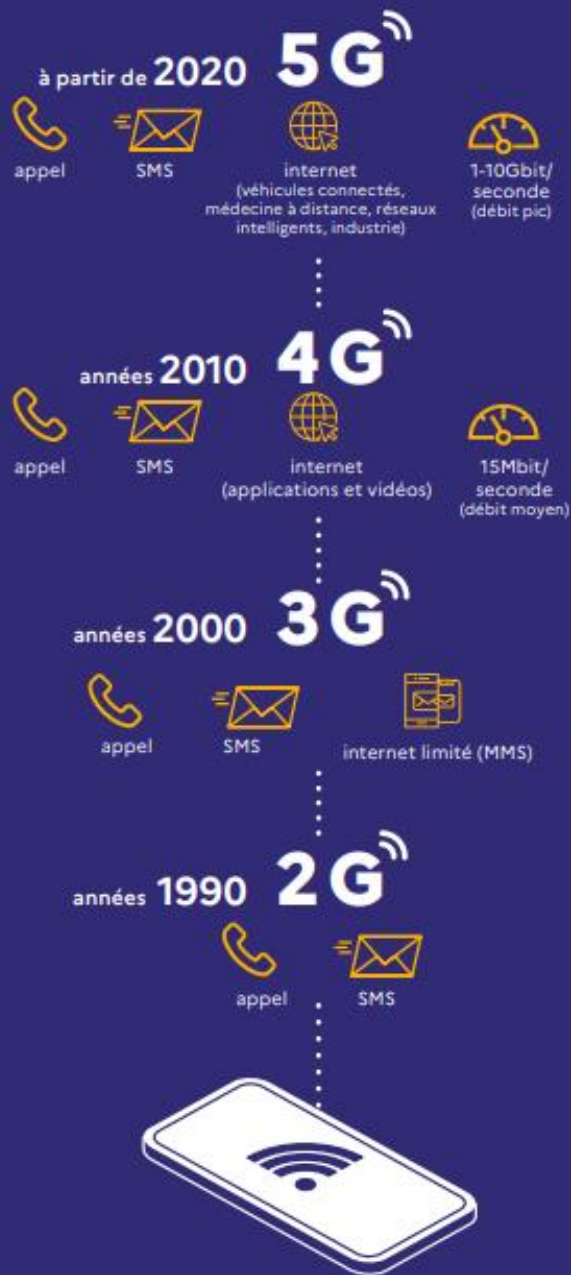 à partir de 2020 5G
appel
SMS
internet
(véhicules connectés,
médecine à distance, réseaux
intelligents, industrie)
1-10Gbit/
seconde
(débit pic)
années 2010 4G
appel
SMS
internet
(applications et vidéos)
15Mbit/
seconde
(débit moyen)
années 2000 3G
appel
SMS
internet limité (MMS)
années 1990 2G
appel
SMS